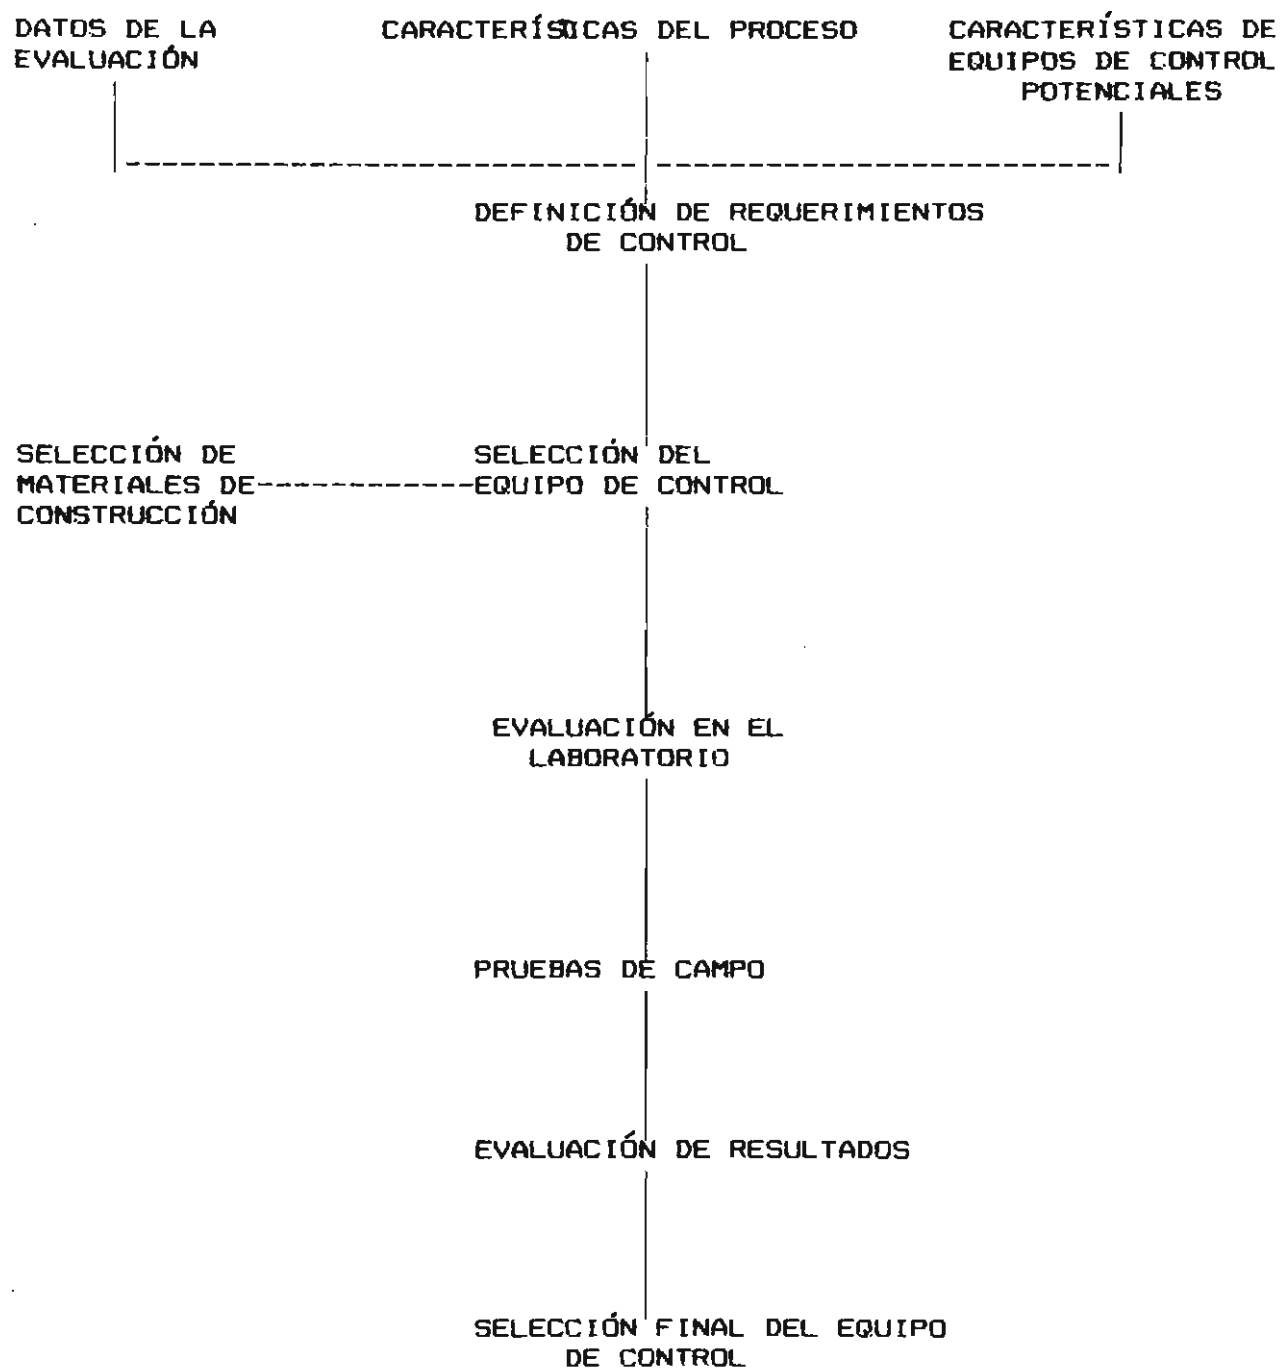 DATOS DE LA
EVALUACIÓN
CARACTERÍSTICAS DEL PROCESO
CARACTERÍSTICAS DE
EQUIPOS DE CONTROL
POTENCIALES
DEFINICIÓN DE REQUERIMIENTOS
DE CONTROL
SELECCIÓN DE
MATERIALES DE
CONSTRUCCIÓN
SELECCIÓN DEL
EQUIPO DE CONTROL
EVALUACIÓN EN EL
LABORATORIO
PRUEBAS DE CAMPO
EVALUACIÓN DE RESULTADOS
SELECCIÓN FINAL DEL EQUIPO
DE CONTROL